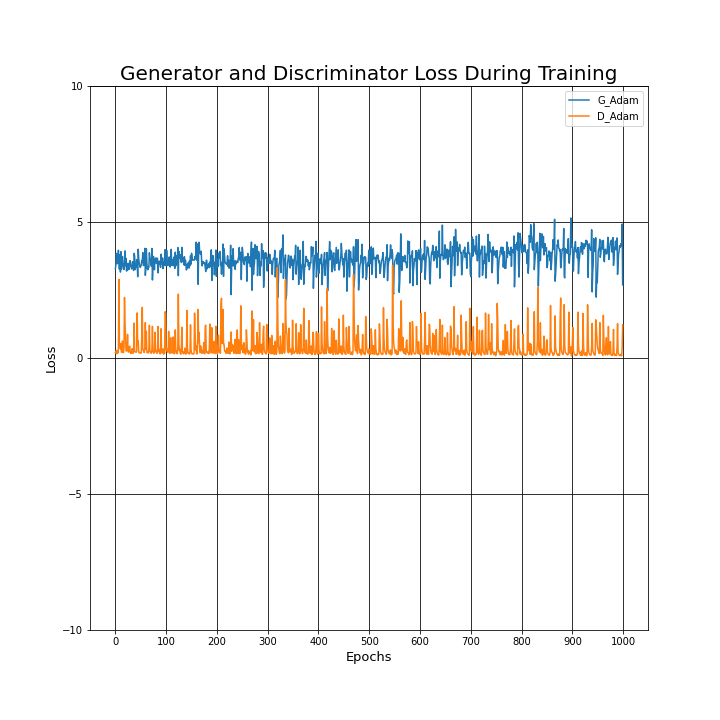 Generator and Discriminator Loss During Training
G_Adam
D_Adam
10
5
0
−5
−10
Loss
0 100 200 300 400 500 600 700 800 900 1000
Epochs